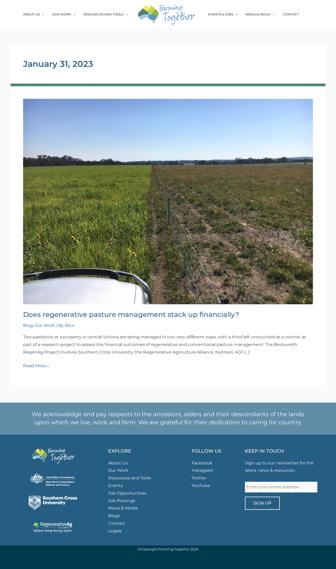 ABOUT US
OUR WORK
RESOURCES AND TOOLS
Farming Together
EVENTS & JOBS
NEWS & MEDIA
CONTACT
January 31, 2023
Does regenerative pasture management stack up financially?
Blog, Our Work / By Nice
Two paddocks at a property in central Victoria are being managed in two very different ways, with a third left untouched as a control, as
part of a research project to assess the financial outcomes of regenerative and conventional pasture management. The Beckworth
RegenAg Project involves Southern Cross University, the Regenerative Agriculture Alliance, Nutrisoil, AGF […]
Read More »
We acknowledge and pay respects to the ancestors, elders and their descendants of the lands
upon which we live, work and farm. We are grateful for their dedication to caring for country.
Farming Together
Australian Government
Southern Cross
University
RegenerativeAg
EXPLORE
About Us
Our Work
Resources and Tools
Events
Job Opportunities
Job Postings
News & Media
Blogs
Contact
Legals
FOLLOW US
Facebook
Instagram
Twitter
YouTube
KEEP IN TOUCH
Sign up to our newsletter for the
latest news & resources.
Enter your email address
SIGN UP
©Copyright Farming Together 2023